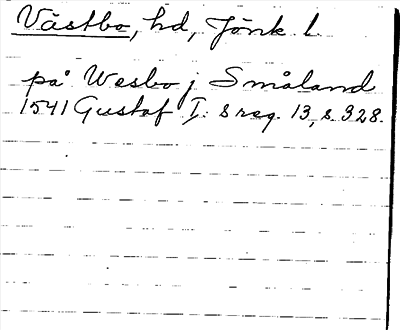 Västbo, hd, Jönk. L
på Wesbo j Småland
1541 Gustaf I:s reg. 13, s. 328.